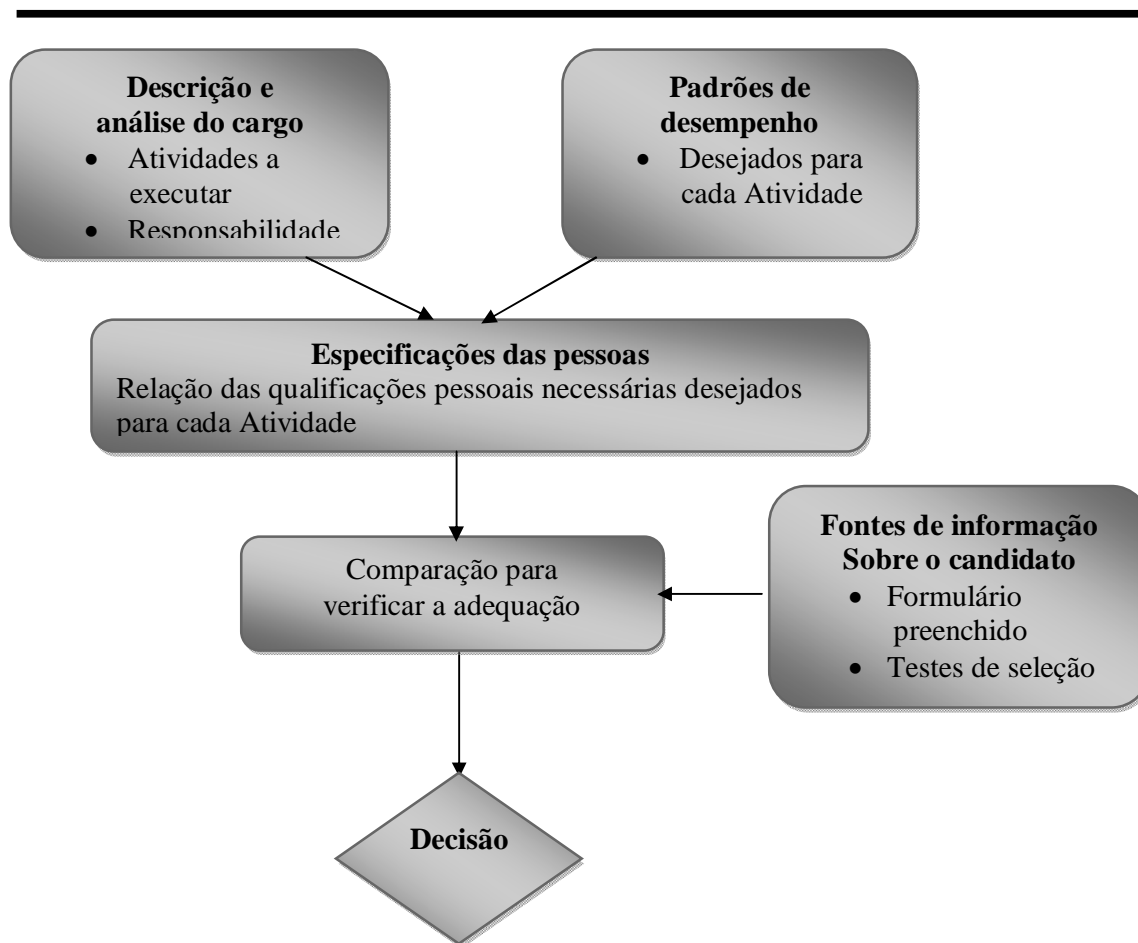 Descrição e
análise do cargo
• Atividades a
executar
• Responsabilidade
Padrões de
desempenho
• Desejados para
cada Atividade
Especificações das pessoas
Relação das qualificações pessoais necessárias desejados
para cada Atividade
Comparação para
verificar a adequação
Fontes de informação
Sobre o candidato
• Formulário
preenchido
• Testes de seleção
Decisão